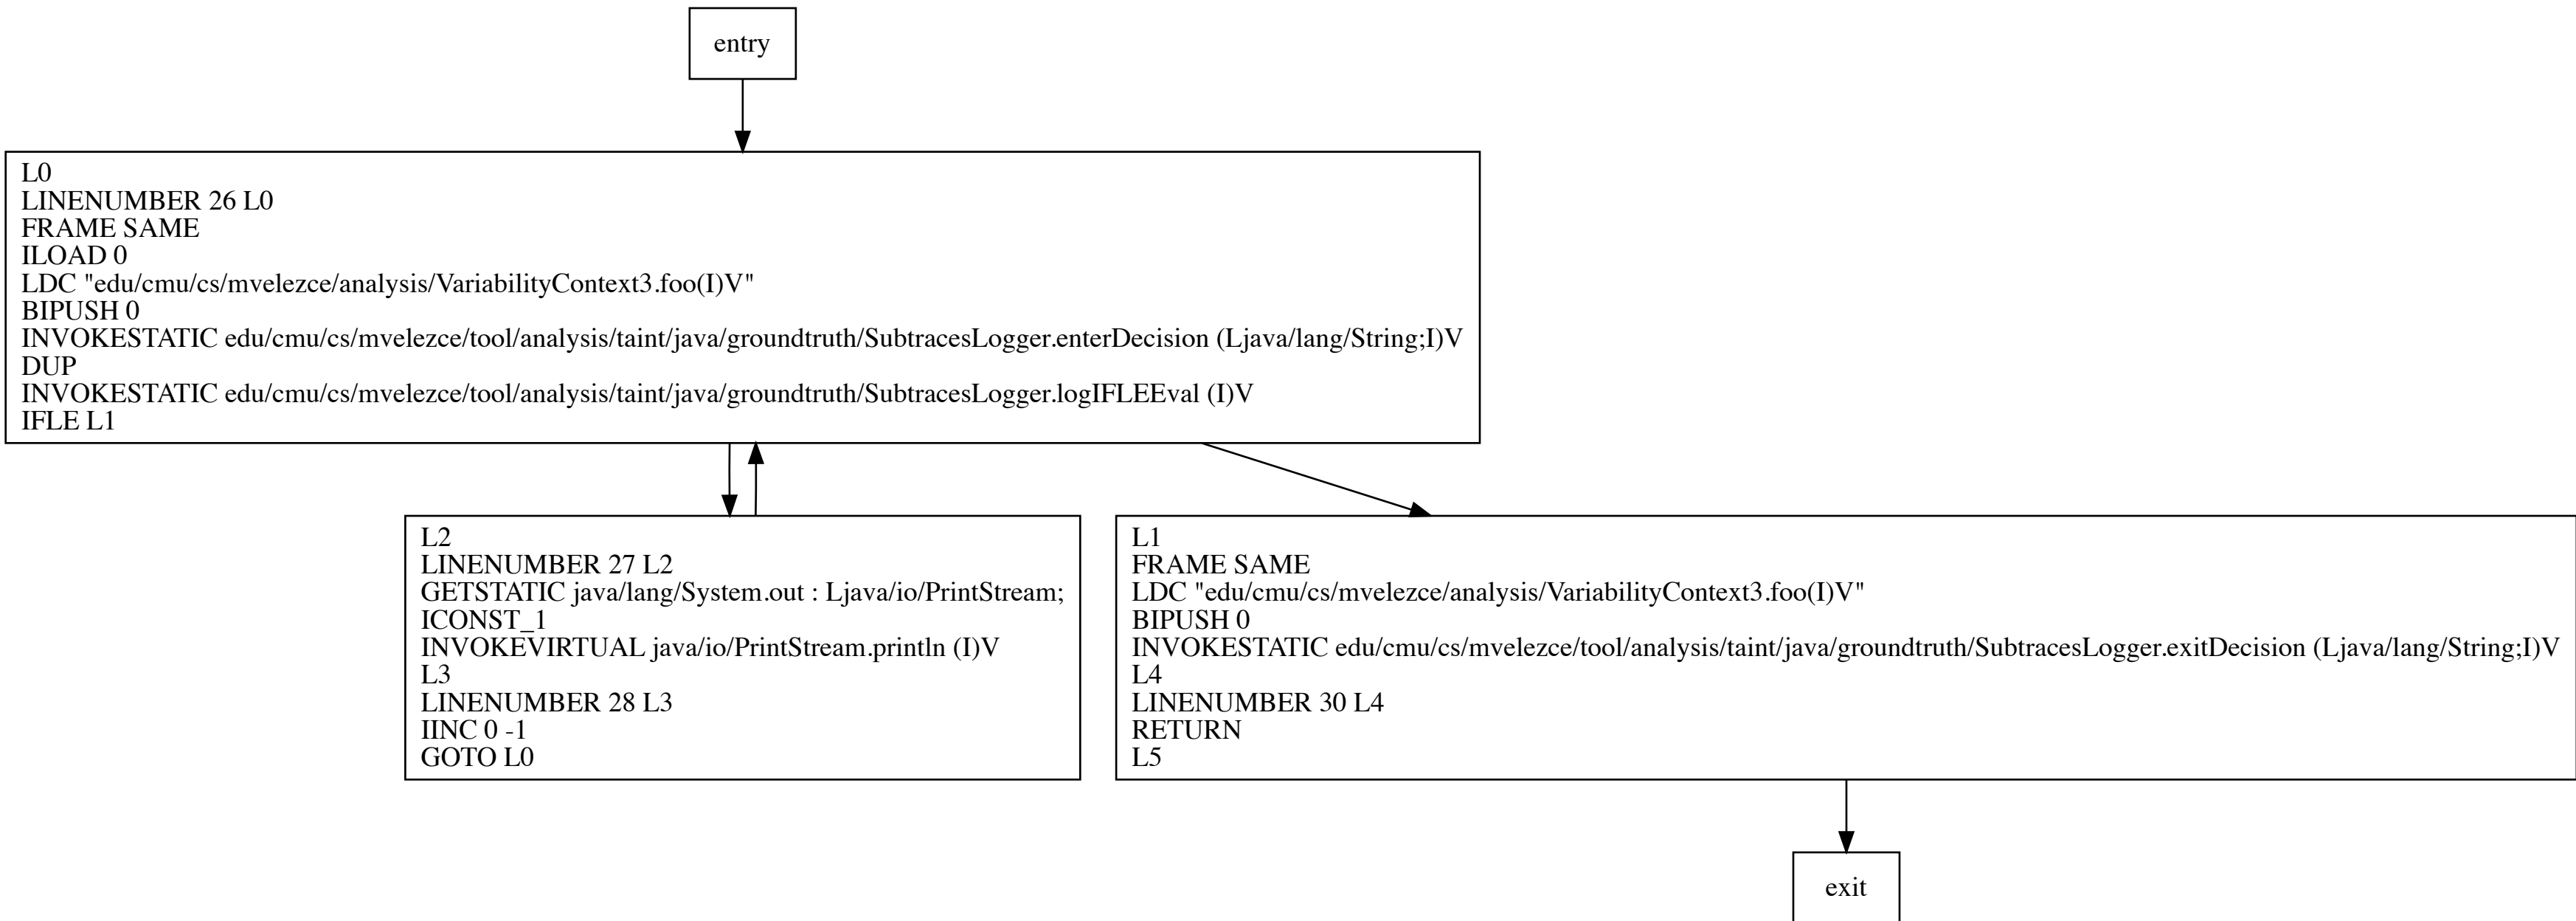 entry
L0
LINENUMBER 26 L0
FRAME SAME
ILOAD 0
LDC "edu/cmu/cs/mvelezce/analysis/VariabilityContext3.foo(I)V"
BIPUSH 0
INVOKESTATIC edu/cmu/cs/mvelezce/tool/analysis/taint/java/groundtruth/SubtracesLogger.enterDecision (Ljava/lang/String;I)V
DUP
INVOKESTATIC edu/cmu/cs/mvelezce/tool/analysis/taint/java/groundtruth/SubtracesLogger.logIFLEEval (I)V
IFLE L1
L2
LINENUMBER 27 L2
GETSTATIC java/lang/System.out : Ljava/io/PrintStream;
ICONST_1
INVOKEVIRTUAL java/io/PrintStream.println (I)V
L3
LINENUMBER 28 L3
IINC 0 -1
GOTO L0
L1
FRAME SAME
LDC "edu/cmu/cs/mvelezce/analysis/VariabilityContext3.foo(I)V"
BIPUSH 0
INVOKESTATIC edu/cmu/cs/mvelezce/tool/analysis/taint/java/groundtruth/SubtracesLogger.exitDecision (Ljava/lang/String;I)V
L4
LINENUMBER 30 L4
RETURN
L5
exit